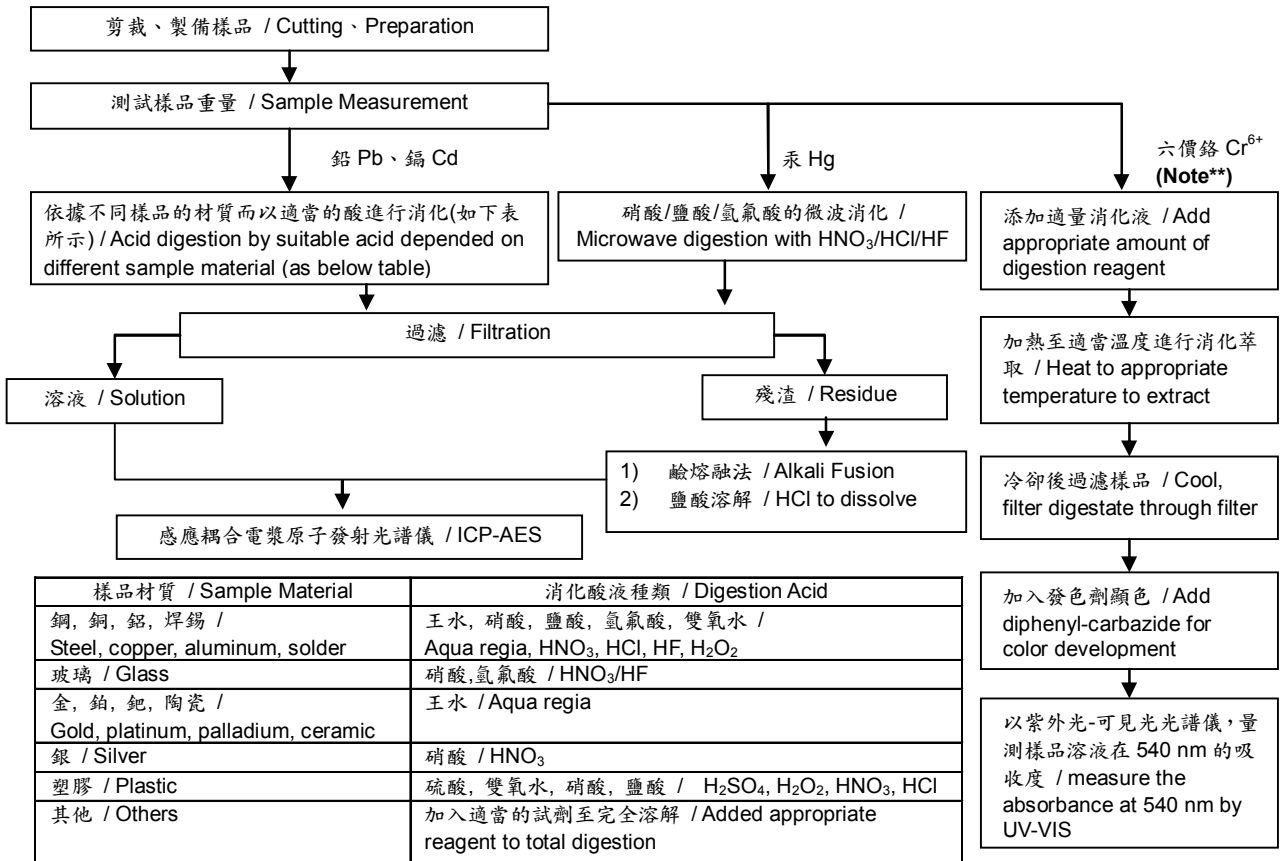 剪裁、製備樣品 / Cutting、Preparation
測試樣品重量 / Sample Measurement
鉛 Pb、鎘 Cd
汞 Hg
六價鉻 Cr⁶⁺
(Note**)
依據不同樣品的材質而以適當的酸進行消化(如下表
所示) / Acid digestion by suitable acid depended on
different sample material (as below table)
硝酸/鹽酸/氫氟酸的微波消化 /
Microwave digestion with HNO₃/HCl/HF
添加適量消化液 / Add
appropriate amount of
digestion reagent
過濾 / Filtration
加熱至適當溫度進行消化萃
取 / Heat to appropriate
temperature to extract
溶液 / Solution
殘渣 / Residue
1) 鹼熔融法 / Alkali Fusion
2) 鹽酸溶解 / HCl to dissolve
冷卻後過濾樣品 / Cool,
filter digestate through filter
感應耦合電漿原子發射光譜儀 / ICP-AES
加入發色劑顯色 / Add
diphenyl-carbazide for
color development
以紫外光-可見光光譜儀，量
測樣品溶液在 540 nm 的吸
收度 / measure the
absorbance at 540 nm by
UV-VIS
樣品材質 / Sample Material
消化酸液種類 / Digestion Acid
鋼, 銅, 鋁, 焊錫 /
Steel, copper, aluminum, solder
王水, 硝酸, 鹽酸, 氫氟酸, 雙氧水 /
Aqua regia, HNO₃, HCl, HF, H₂O₂
玻璃 / Glass
硝酸,氫氟酸 / HNO₃/HF
金, 鉑, 鈀, 陶瓷 /
Gold, platinum, palladium, ceramic
王水 / Aqua regia
銀 / Silver
硝酸 / HNO₃
塑膠 / Plastic
硫酸, 雙氧水, 硝酸, 鹽酸 / H₂SO₄, H₂O₂, HNO₃, HCl
其他 / Others
加入適當的試劑至完全溶解 / Added appropriate
reagent to total digestion